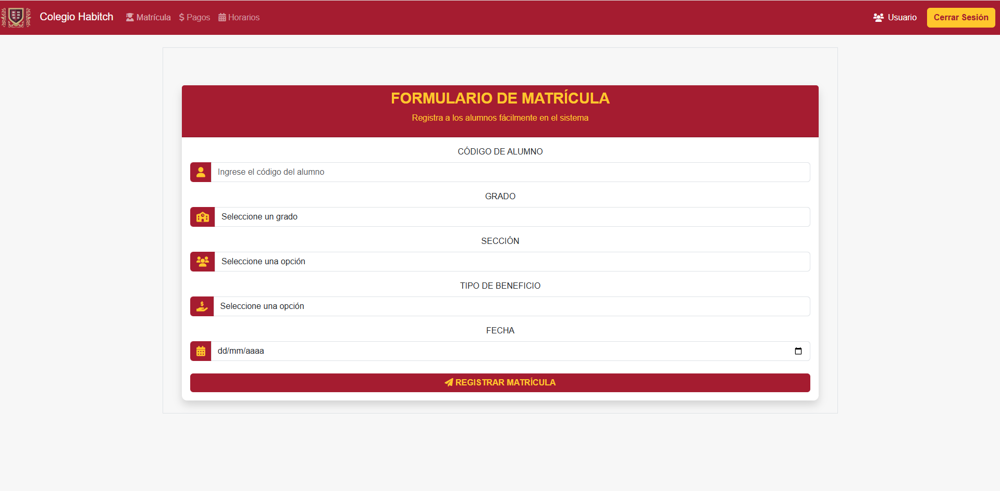 Colegio Habitch Matrícula Pagos Horarios Usuario Cerrar Sesión
FORMULARIO DE MATRÍCULA
Registra a los alumnos fácilmente en el sistema
CÓDIGO DE ALUMNO
Ingrese el código del alumno
GRADO
Seleccione un grado
SECCIÓN
Seleccione una opción
TIPO DE BENEFICIO
Seleccione una opción
FECHA
dd/mm/aaaa
REGISTRAR MATRÍCULA